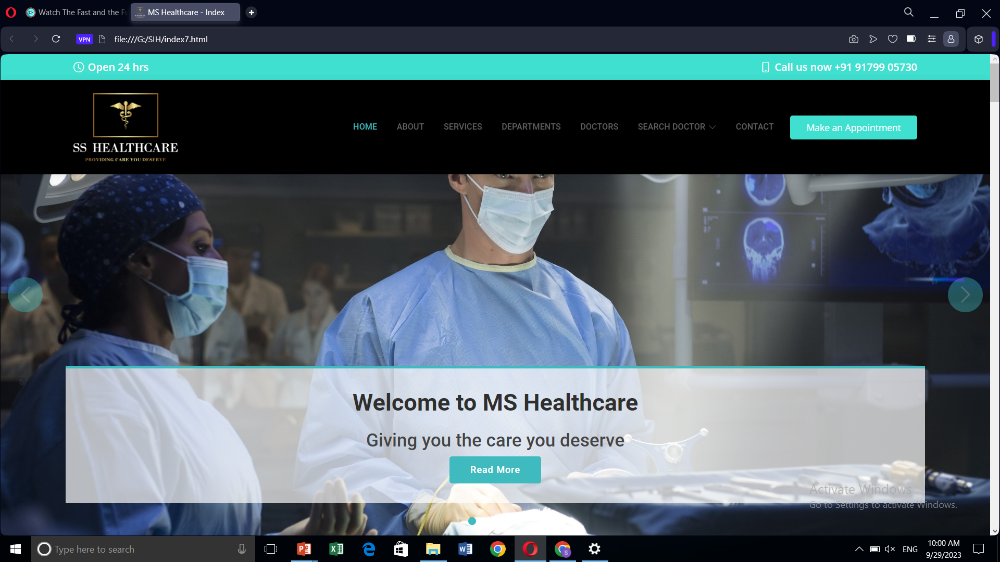 Watch The Fast and the Fu
MS Healthcare - Index
VPN
file:///G:/SIH/index7.html
Open 24 hrs
Call us now +91 91799 05730
SS HEALTHCARE
PROVIDING CARE YOU DESERVE
HOME ABOUT SERVICES DEPARTMENTS DOCTORS SEARCH DOCTOR CONTACT
Make an Appointment
Welcome to MS Healthcare
Giving you the care you deserve
Read More
Activate Windows
Go to Settings to activate Windows.
Type here to search
ENG
10:00 AM
9/29/2023